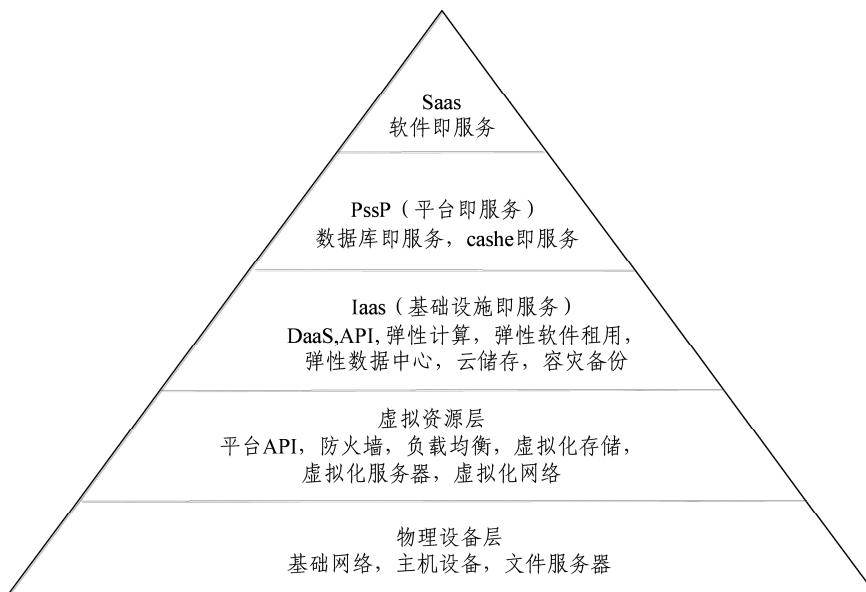 Saas
软件即服务
PssP（平台即服务）
数据库即服务，cashe即服务
Iaas（基础设施即服务）
DaaS,API, 弹性计算，弹性软件租用，
弹性数据中心，云储存，容灾备份
虚拟资源层
平台API，防火墙，负载均衡，虚拟化存储，
虚拟化服务器，虚拟化网络
物理设备层
基础网络，主机设备，文件服务器